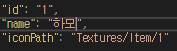 "id": "1",
"name": "하모",
"iconPath": "Textures/Item/1"